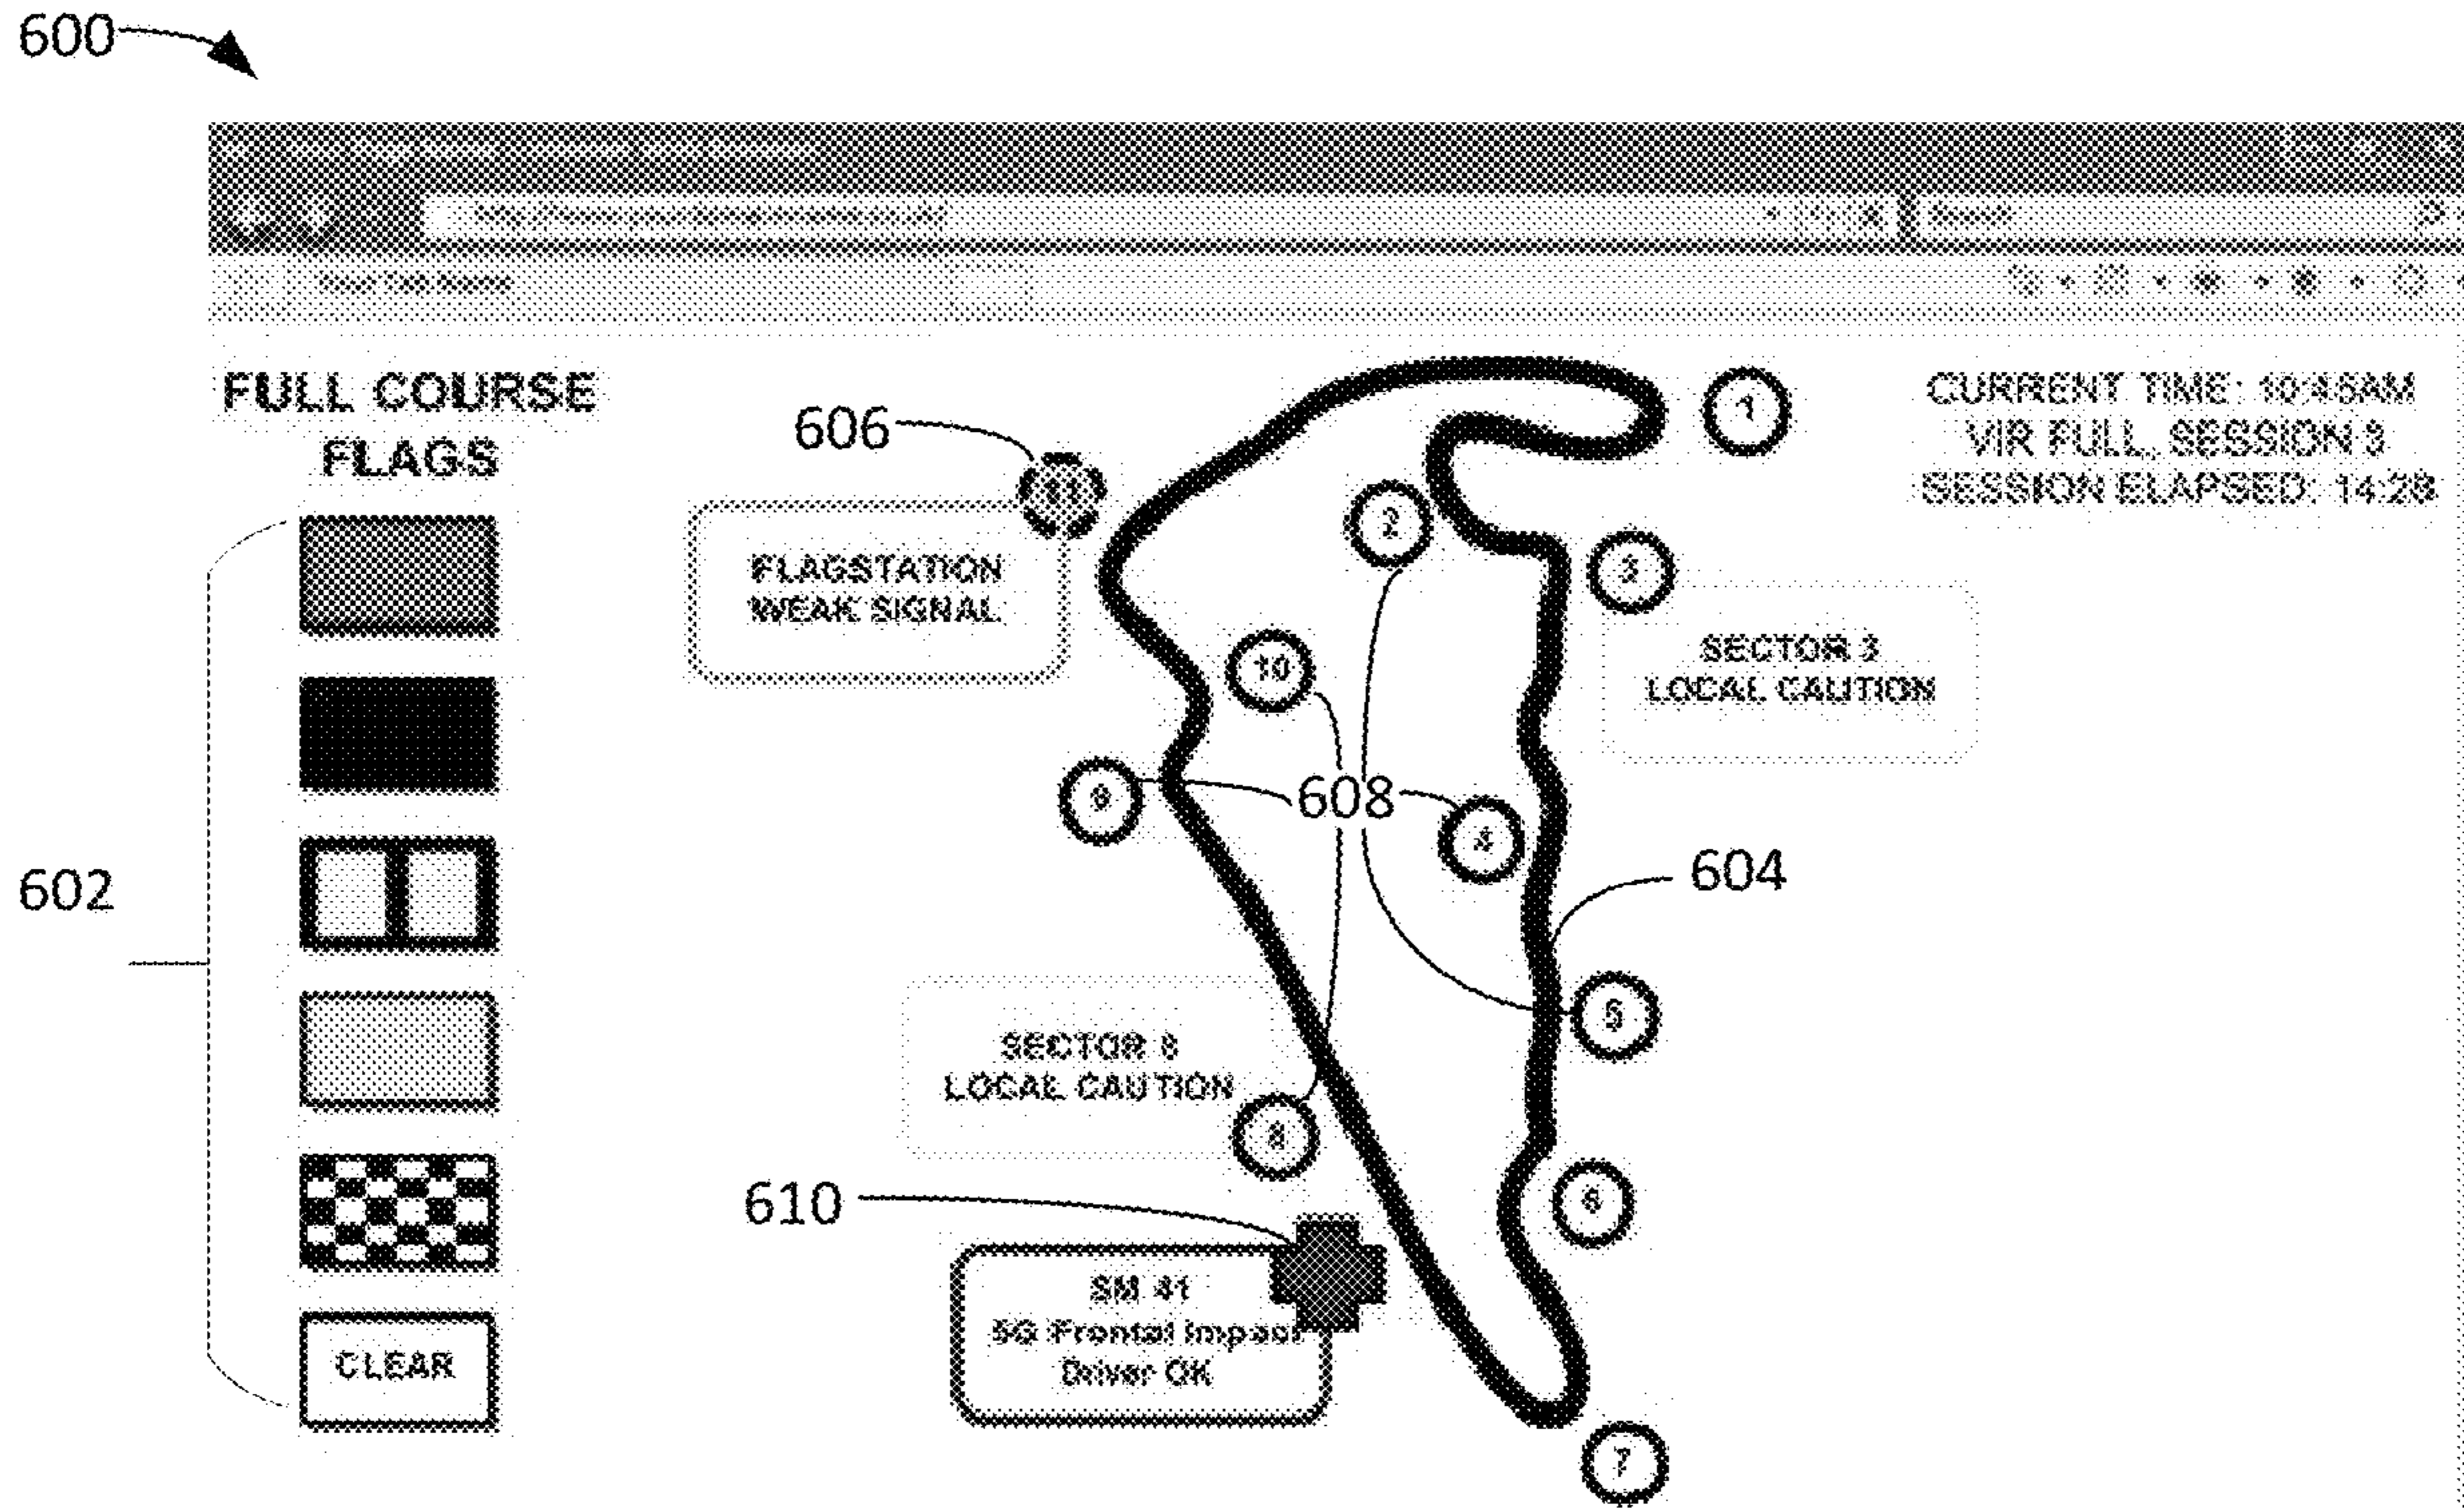 600
FULL COURSE
FLAGS
602
CLEAR
606
11
FLAGSTATION
WEAK SIGNAL
1
2
3
CURRENT TIME: 10:45AM
VIR FULL, SESSION 3
SESSION ELAPSED: 14:28
SECTOR 3
LOCAL CAUTION
10
9
608
4
604
5
SECTOR 8
LOCAL CAUTION
8
6
610
SM 41
5G Frontal Impact
Driver OK
7